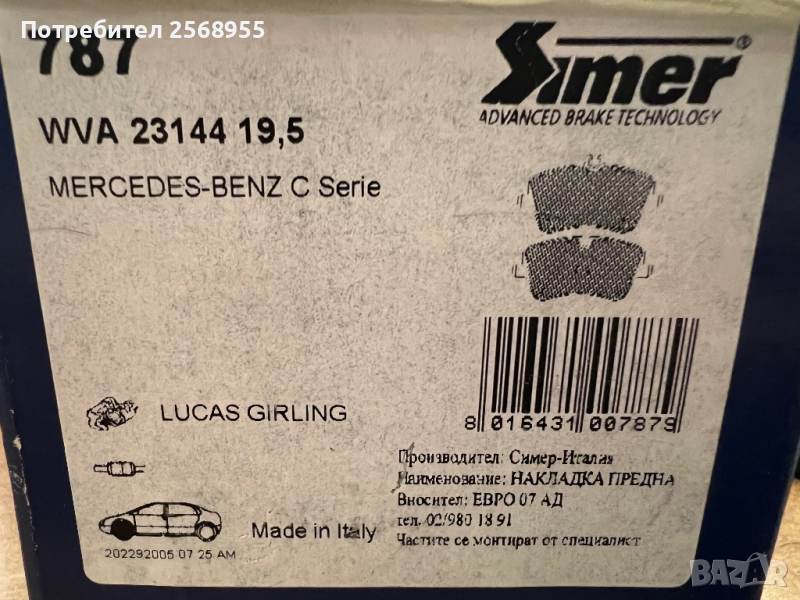 Потребител 2568955
787
Simer®
ADVANCED BRAKE TECHNOLOGY
WVA 23144 19,5
MERCEDES-BENZ C Serie
LUCAS GIRLING
8 016431 007879
Производител: Симер-Италия
Наименование: НАКЛАДКА ПРЕДНА
Вносител: ЕВРО 07 АД
тел. 02/980 18 91
Частите се монтират от специалист
Made in Italy
202292005 07 25 AM
BAZAR